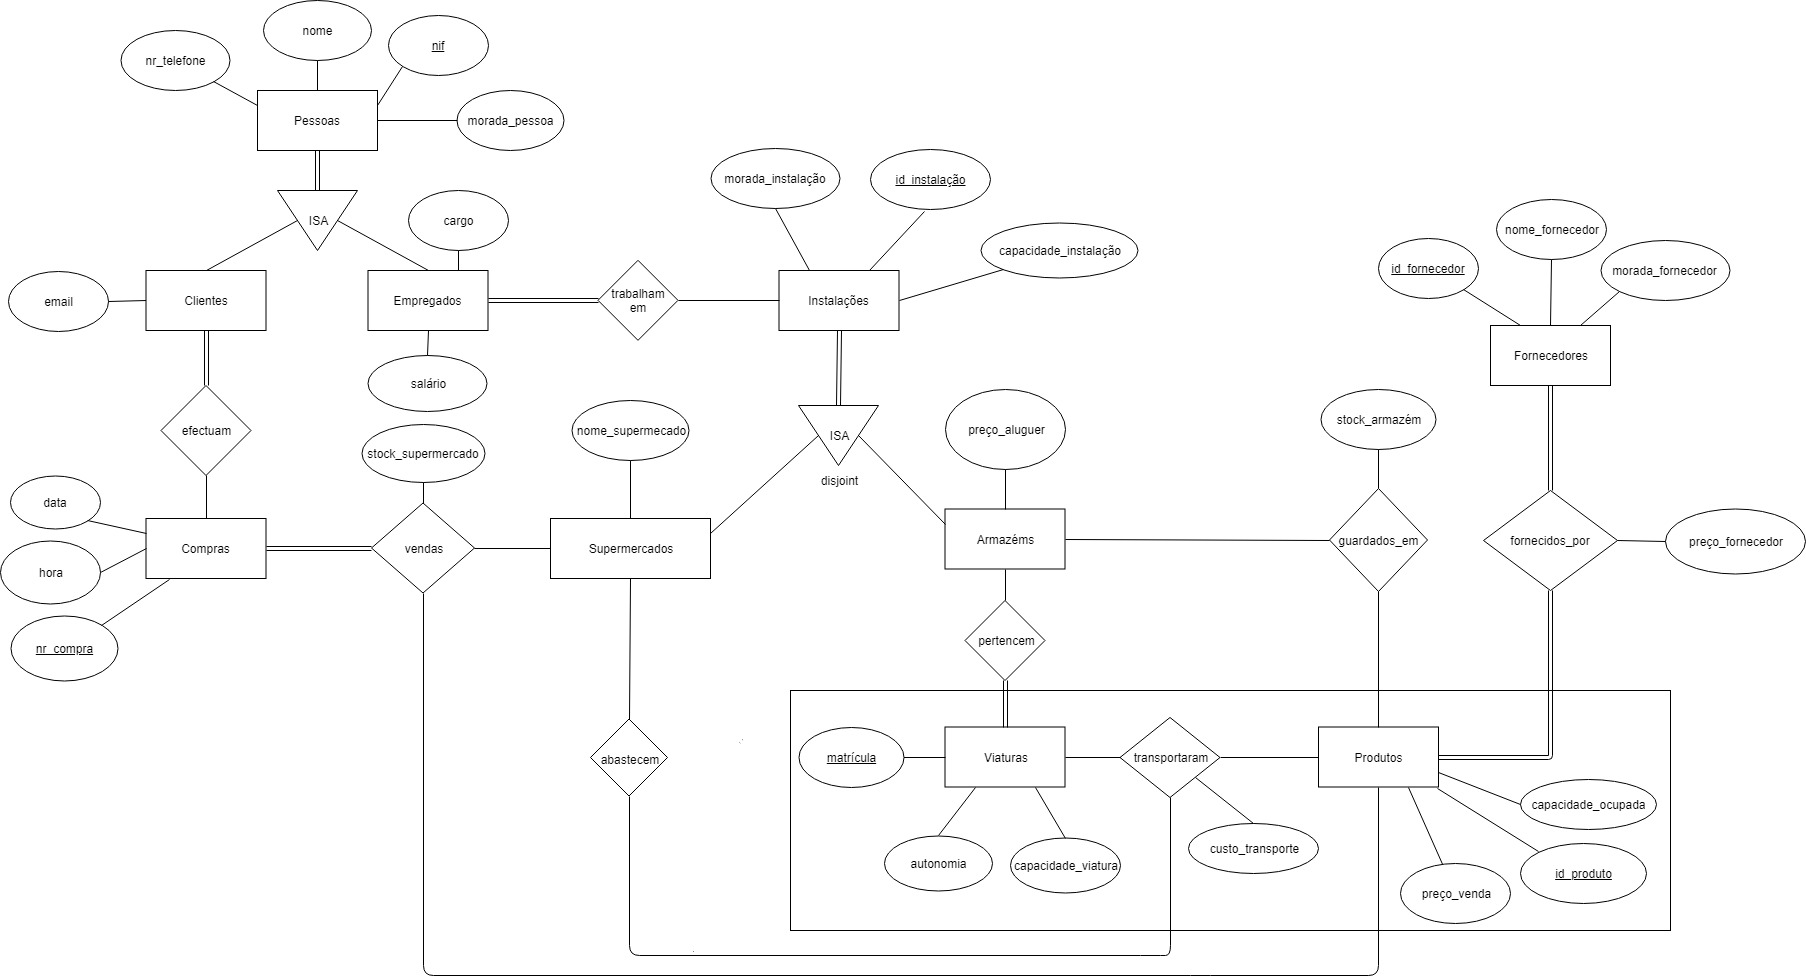 nome
nif
nr_telefone
Pessoas
morada_pessoa
morada_instalação
id_instalação
ISA
cargo
nome_fornecedor
capacidade_instalação
id_fornecedor
morada_fornecedor
email
Clientes
Empregados
trabalham
em
Instalações
Fornecedores
salário
efectuam
stock_supermercado
nome_supermecado
ISA
disjoint
preço_aluguer
stock_armazém
data
Compras
vendas
Supermercados
Armazéms
guardados_em
fornecidos_por
preço_fornecedor
hora
nr_compra
pertencem
abastecem
matrícula
Viaturas
transportaram
Produtos
capacidade_ocupada
autonomia
capacidade_viatura
custo_transporte
id_produto
preço_venda